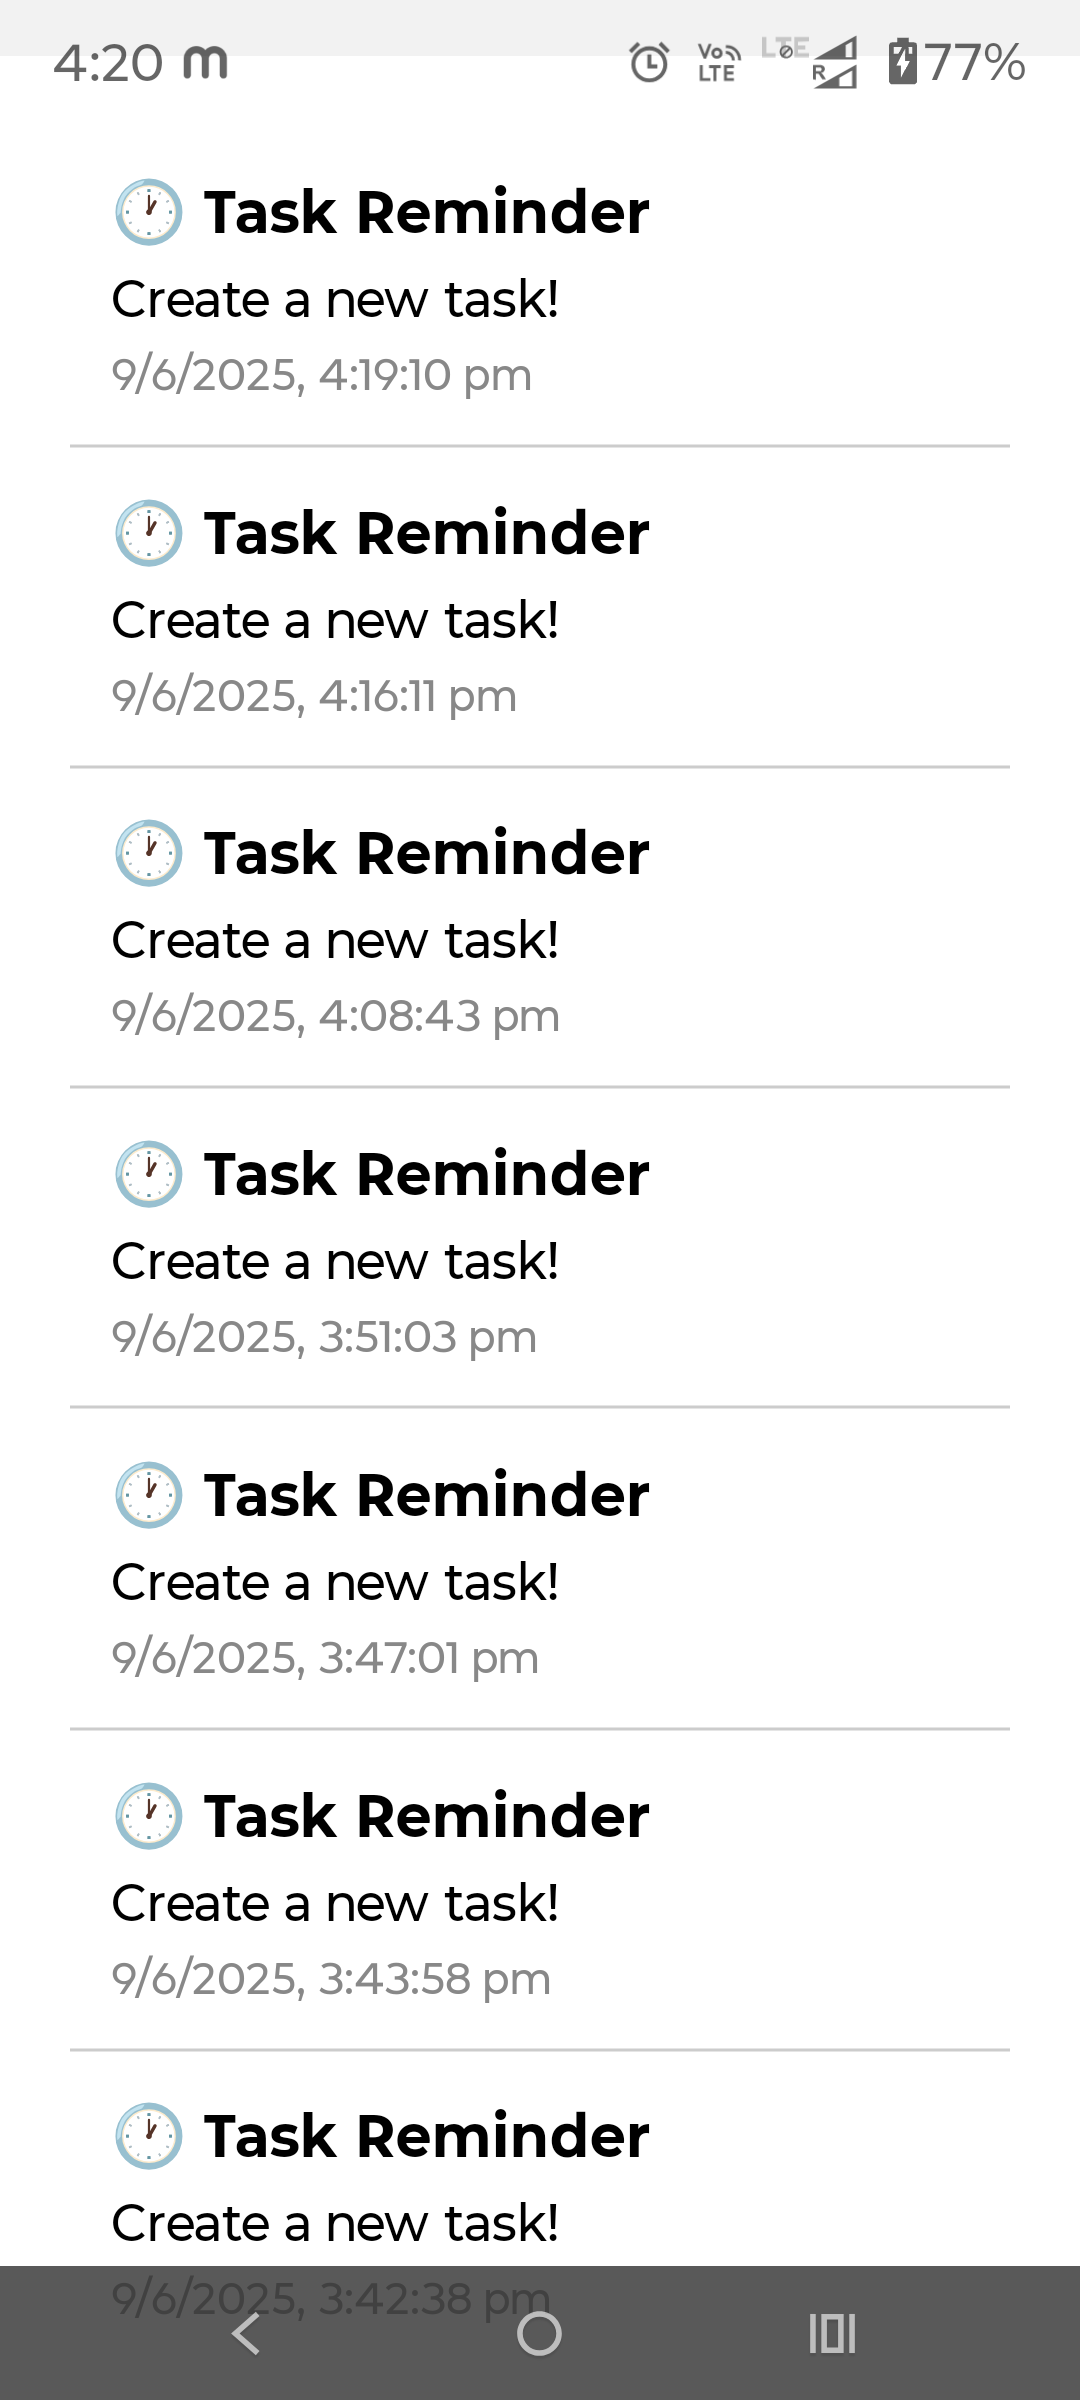 4:20 m VoLTE LTE R 77%
🕐 Task Reminder
Create a new task!
9/6/2025, 4:19:10 pm
🕐 Task Reminder
Create a new task!
9/6/2025, 4:16:11 pm
🕐 Task Reminder
Create a new task!
9/6/2025, 4:08:43 pm
🕐 Task Reminder
Create a new task!
9/6/2025, 3:51:03 pm
🕐 Task Reminder
Create a new task!
9/6/2025, 3:47:01 pm
🕐 Task Reminder
Create a new task!
9/6/2025, 3:43:58 pm
🕐 Task Reminder
Create a new task!
9/6/2025, 3:42:38 pm